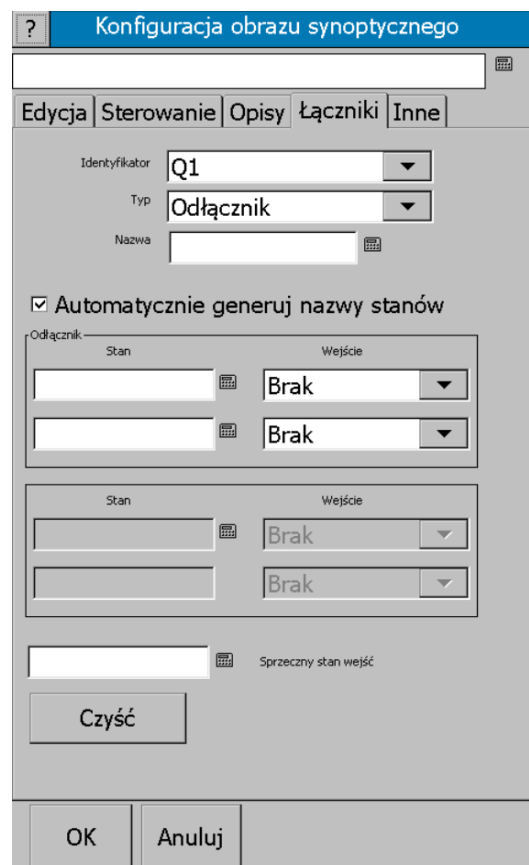 ? Konfiguracja obrazu synoptycznego
Edycja Sterowanie Opisy Łączniki Inne
Identyfikator Q1
Typ Odłącznik
Nazwa
Automatycznie generuj nazwy stanów
Odłącznik
Stan Wejście
Brak
Brak
Stan Wejście
Brak
Brak
Sprzeczny stan wejść
Czyść
OK Anuluj